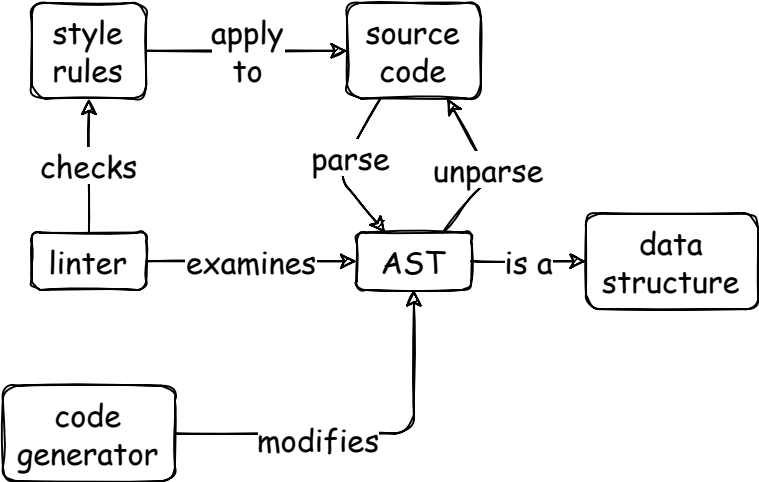 style
rules
apply
to
source
code
checks
parse
unparse
linter
examines
AST
is a
data
structure
code
generator
modifies